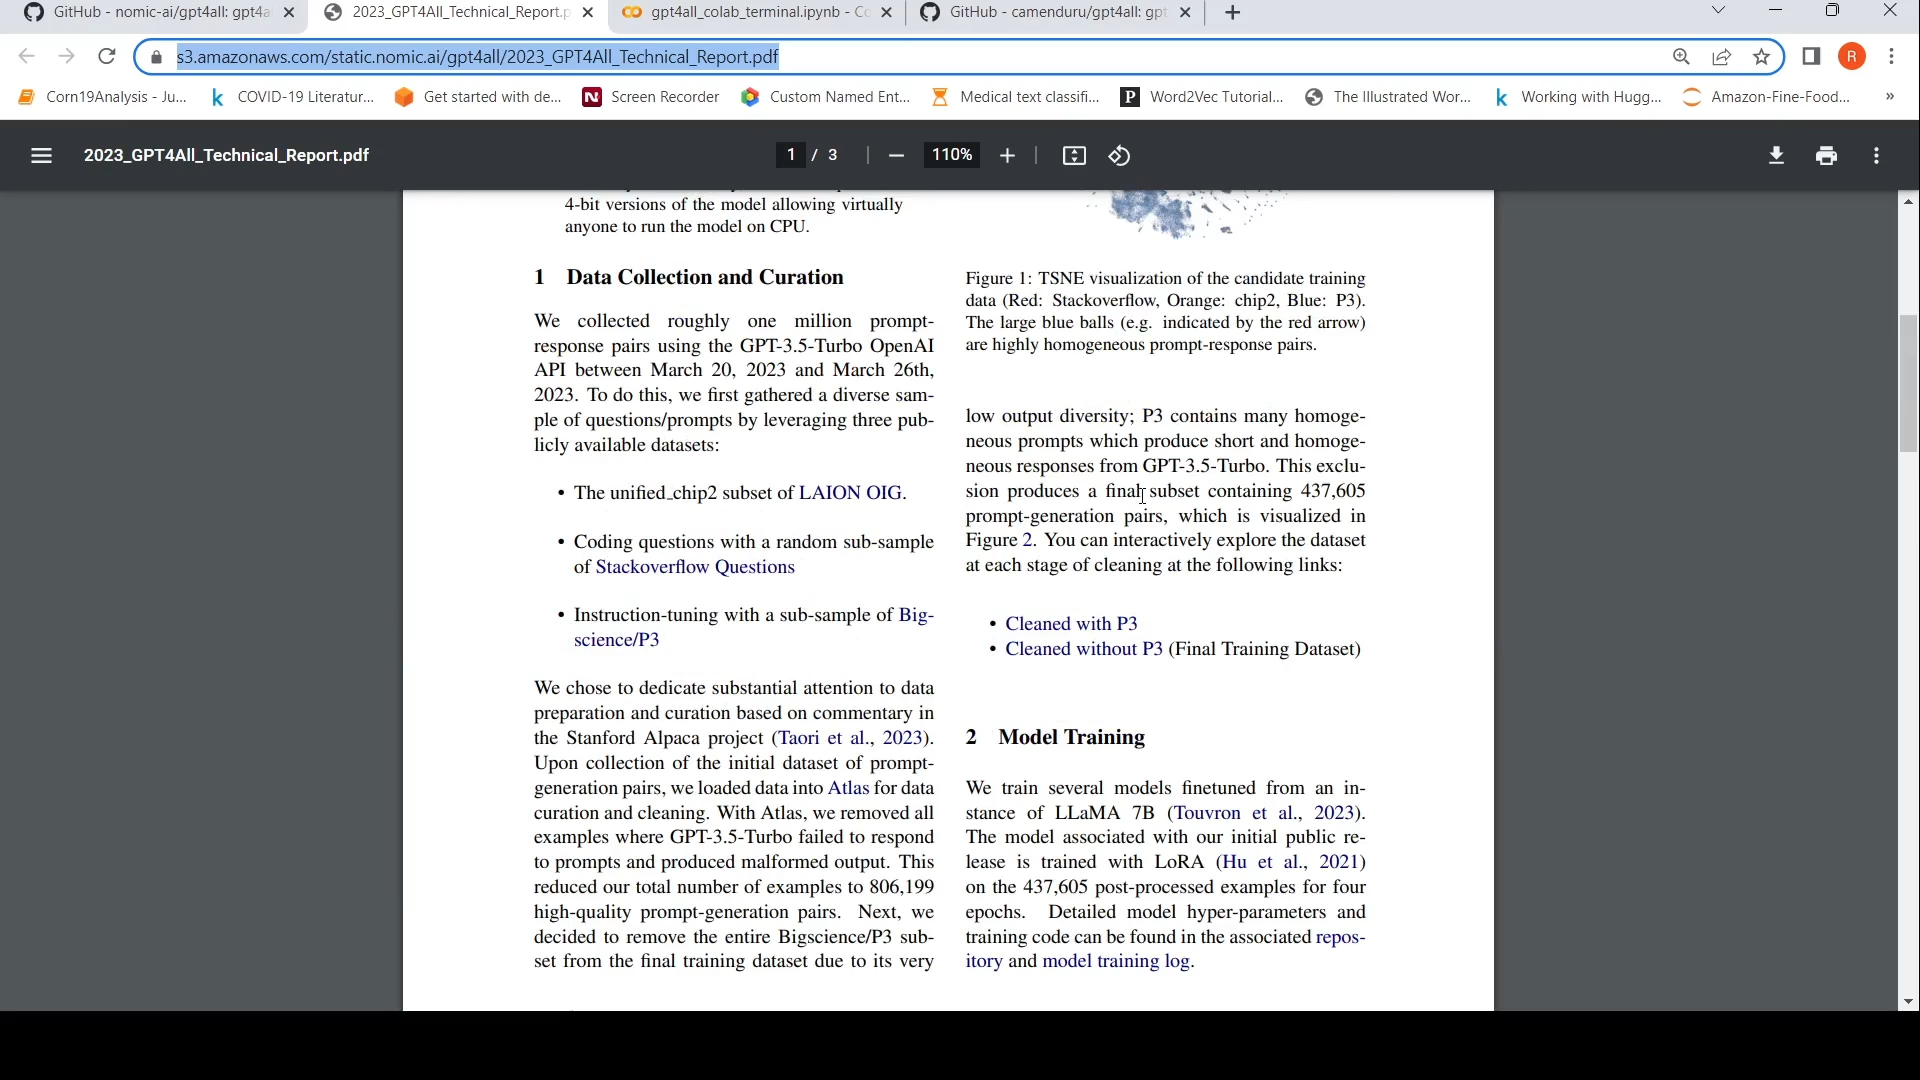 GitHub - nomic-ai/gpt4all: gpt4a
2023_GPT4All_Technical_Report.p
gpt4all_colab_terminal.ipynb - Co
GitHub - camenduru/gpt4all: gpt
s3.amazonaws.com/static.nomic.ai/gpt4all/2023_GPT4All_Technical_Report.pdf
R
Corn19Analysis - Ju...
COVID-19 Literatur...
Get started with de...
Screen Recorder
Custom Named Ent...
Medical text classifi...
Word2Vec Tutorial...
The Illustrated Wor...
Working with Hugg...
Amazon-Fine-Food...
»
2023_GPT4All_Technical_Report.pdf
1 / 3
110%
4-bit versions of the model allowing virtually
anyone to run the model on CPU.
1 Data Collection and Curation
We collected roughly one million prompt-
response pairs using the GPT-3.5-Turbo OpenAI
API between March 20, 2023 and March 26th,
2023. To do this, we first gathered a diverse sam-
ple of questions/prompts by leveraging three pub-
licly available datasets:
• The unified_chip2 subset of LAION OIG.
• Coding questions with a random sub-sample
of Stackoverflow Questions
• Instruction-tuning with a sub-sample of Big-
science/P3
We chose to dedicate substantial attention to data
preparation and curation based on commentary in
the Stanford Alpaca project (Taori et al., 2023).
Upon collection of the initial dataset of prompt-
generation pairs, we loaded data into Atlas for data
curation and cleaning. With Atlas, we removed all
examples where GPT-3.5-Turbo failed to respond
to prompts and produced malformed output. This
reduced our total number of examples to 806,199
high-quality prompt-generation pairs. Next, we
decided to remove the entire Bigscience/P3 sub-
set from the final training dataset due to its very
Figure 1: TSNE visualization of the candidate training
data (Red: Stackoverflow, Orange: chip2, Blue: P3).
The large blue balls (e.g. indicated by the red arrow)
are highly homogeneous prompt-response pairs.
low output diversity; P3 contains many homoge-
neous prompts which produce short and homoge-
neous responses from GPT-3.5-Turbo. This exclu-
sion produces a final subset containing 437,605
prompt-generation pairs, which is visualized in
Figure 2. You can interactively explore the dataset
at each stage of cleaning at the following links:
• Cleaned with P3
• Cleaned without P3 (Final Training Dataset)
2 Model Training
We train several models finetuned from an in-
stance of LLaMA 7B (Touvron et al., 2023).
The model associated with our initial public re-
lease is trained with LoRA (Hu et al., 2021)
on the 437,605 post-processed examples for four
epochs. Detailed model hyper-parameters and
training code can be found in the associated repos-
itory and model training log.